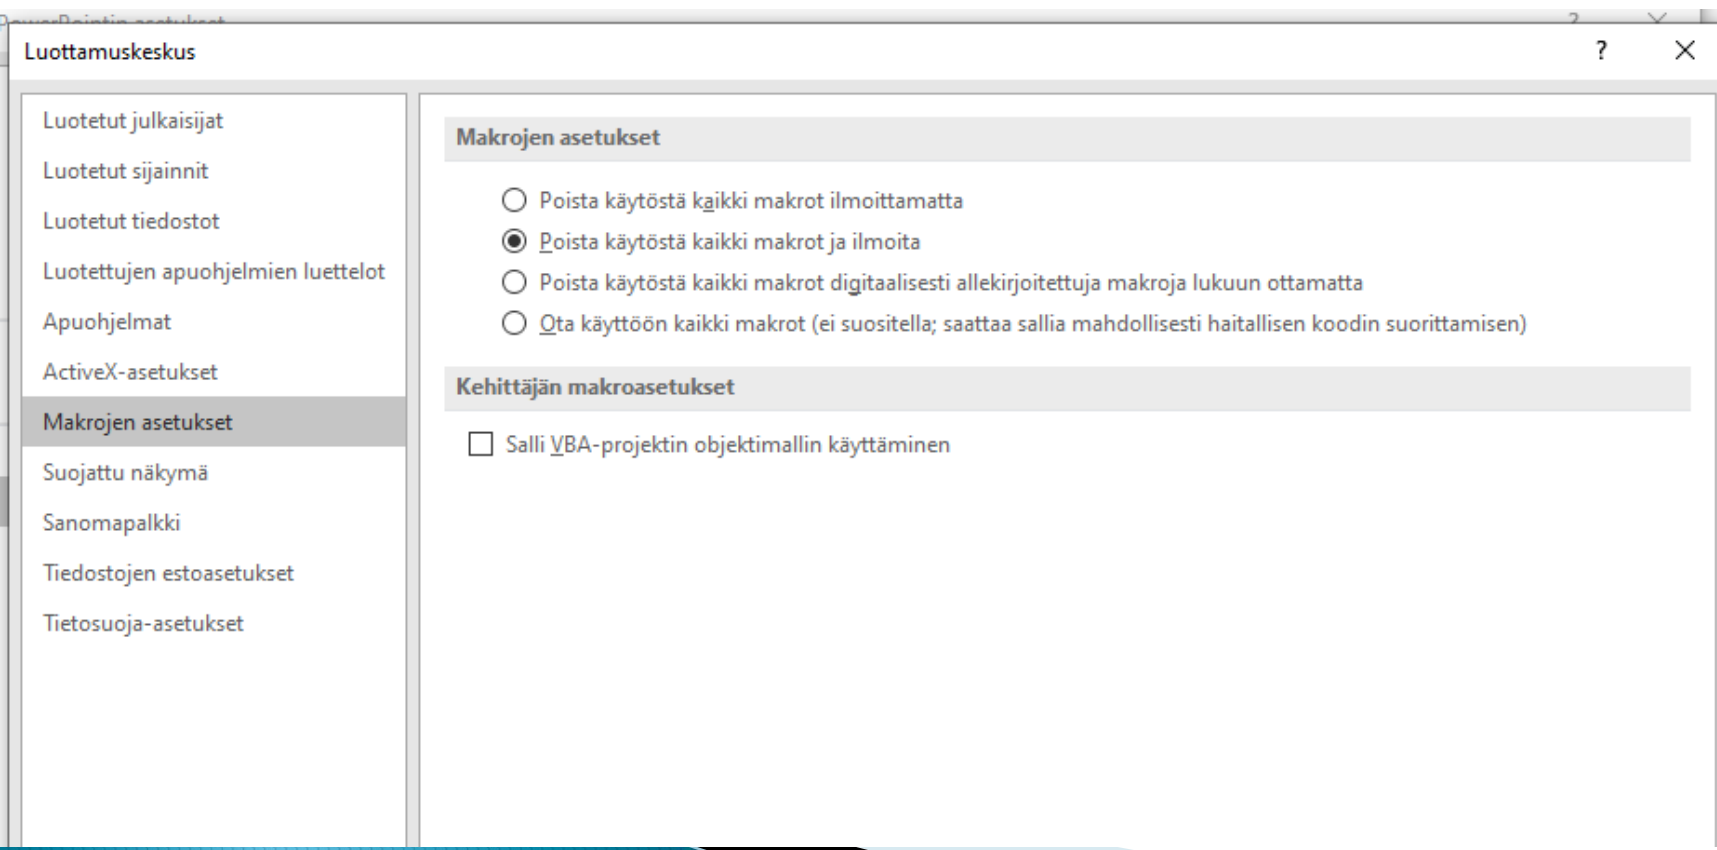 PowerPointin asetukset
Luottamuskeskus
Luotetut julkaisijat
Luotetut sijainnit
Luotetut tiedostot
Luotettujen apuohjelmien luettelot
Apuohjelmat
ActiveX-asetukset
Makrojen asetukset
Suojattu näkymä
Sanomapalkki
Tiedostojen estoasetukset
Tietosuoja-asetukset
Makrojen asetukset
Poista käytöstä kaikki makrot ilmoittamatta
Poista käytöstä kaikki makrot ja ilmoita
Poista käytöstä kaikki makrot digitaalisesti allekirjoitettuja makroja lukuun ottamatta
Ota käyttöön kaikki makrot (ei suositella; saattaa sallia mahdollisesti haitallisen koodin suorittamisen)
Kehittäjän makroasetukset
Salli VBA-projektin objektimallin käyttäminen